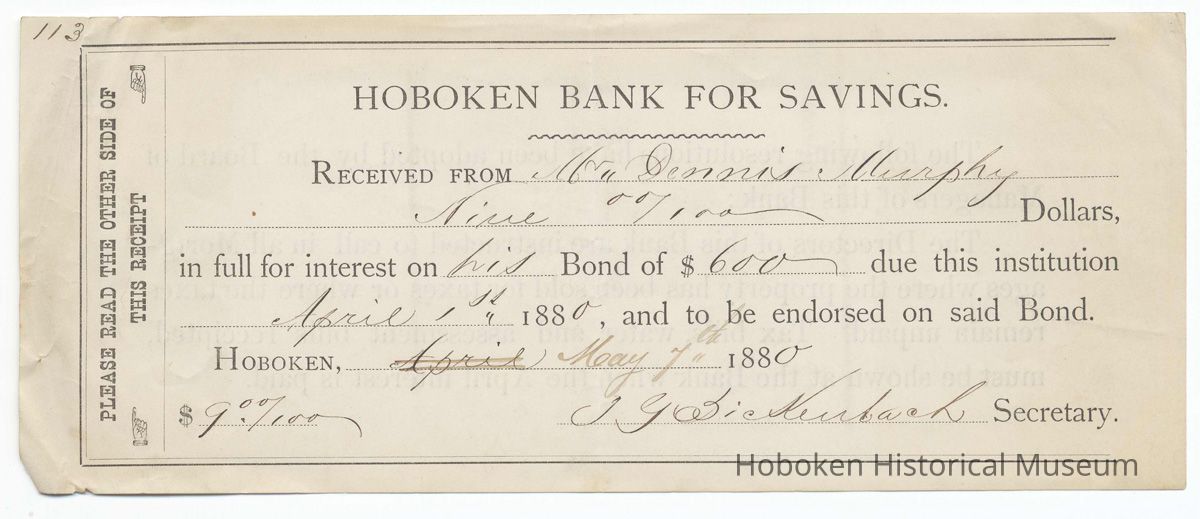 113
PLEASE READ THE OTHER SIDE OF
THIS RECEIPT
HOBOKEN BANK FOR SAVINGS.
RECEIVED FROM Mr Dennis Murphy
Nine 00/100 Dollars,
in full for interest on his Bond of $ 600 due this institution
April 1st 1880, and to be endorsed on said Bond.
HOBOKEN, April May 7th 1880
$ 9 00/100 Secretary.
Hoboken Historical Museum